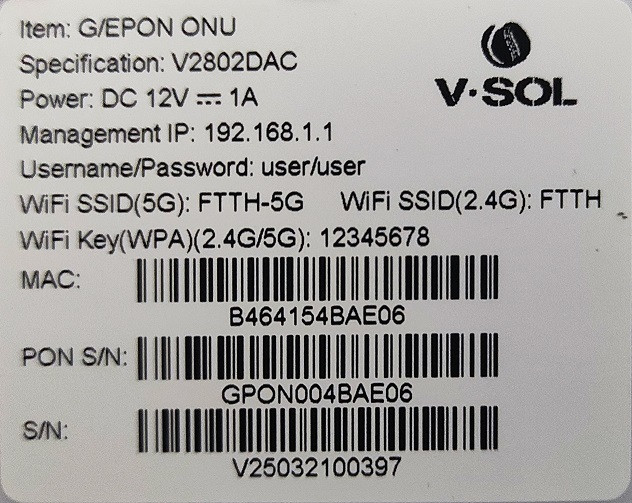 Item: G/EPON ONU
Specification: V2802DAC
V·SOL
Power: DC 12V ⎓ 1A
Management IP: 192.168.1.1
Username/Password: user/user
WiFi SSID(5G): FTTH-5G WiFi SSID(2.4G): FTTH
WiFi Key(WPA)(2.4G/5G): 12345678
MAC:
B464154BAE06
PON S/N:
GPON004BAE06
S/N:
V25032100397